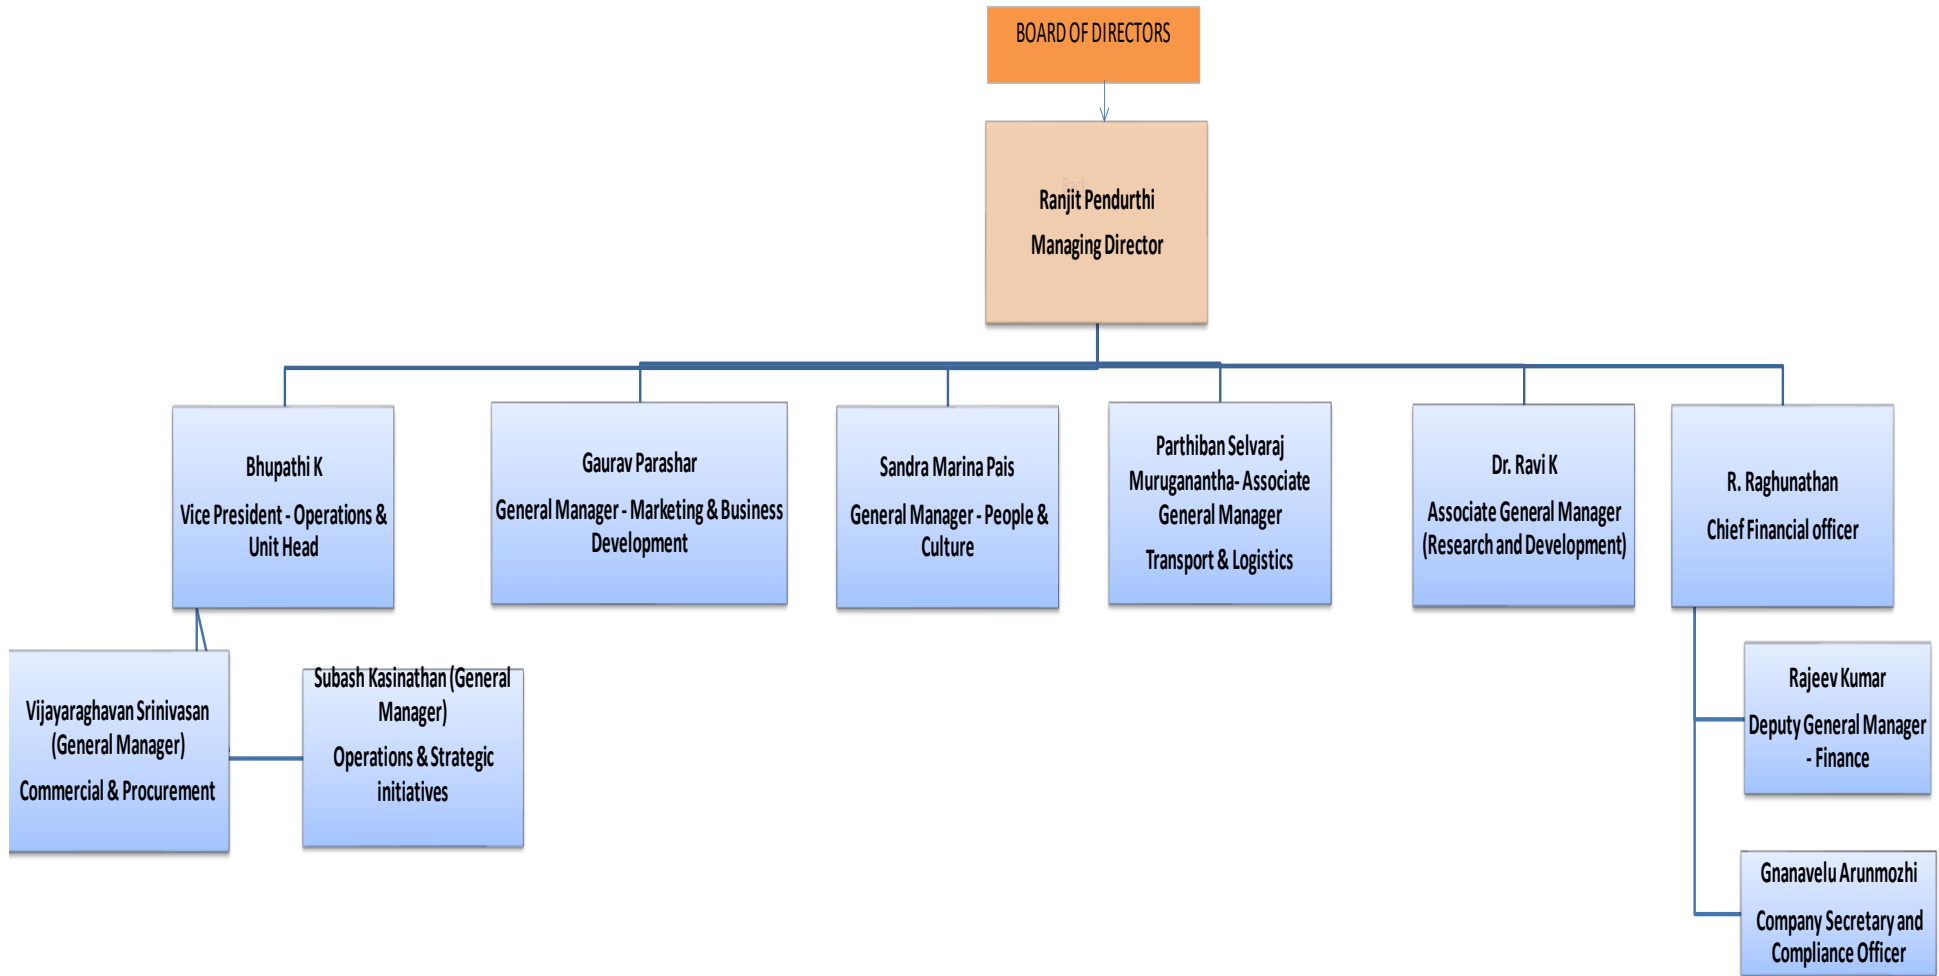 BOARD OF DIRECTORS
Ranjit Pendurthi
Managing Director
Bhupathi K
Vice President - Operations &
Unit Head
Gaurav Parashar
General Manager - Marketing & Business
Development
Sandra Marina Pais
General Manager - People &
Culture
Parthiban Selvaraj
Muruganantha- Associate
General Manager
Transport & Logistics
Dr. Ravi K
Associate General Manager
(Research and Development)
R. Raghunathan
Chief Financial officer
Vijayaraghavan Srinivasan
(General Manager)
Commercial & Procurement
Subash Kasinathan (General
Manager)
Operations & Strategic
initiatives
Rajeev Kumar
Deputy General Manager
- Finance
Gnanavelu Arunmozhi
Company Secretary and
Compliance Officer